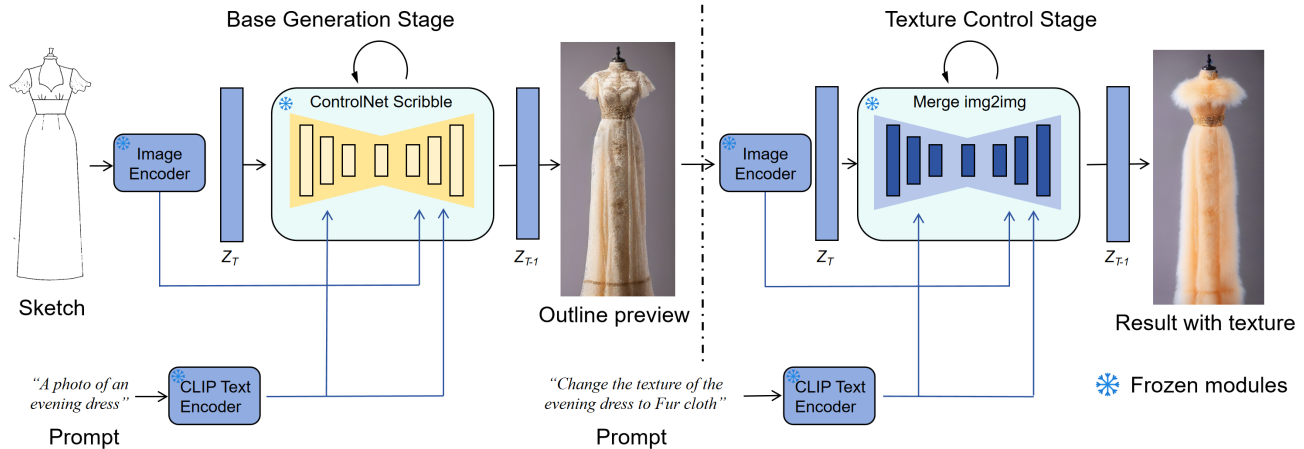 Base Generation Stage
Texture Control Stage
ControlNet Scribble
Merge img2img
Image
Encoder
Image
Encoder
Z_T
Z_{T-1}
Z_T
Z_{T-1}
Sketch
Outline preview
Result with texture
“A photo of an
evening dress”
CLIP Text
Encoder
“Change the texture of the
evening dress to Fur cloth”
CLIP Text
Encoder
Frozen modules
Prompt
Prompt